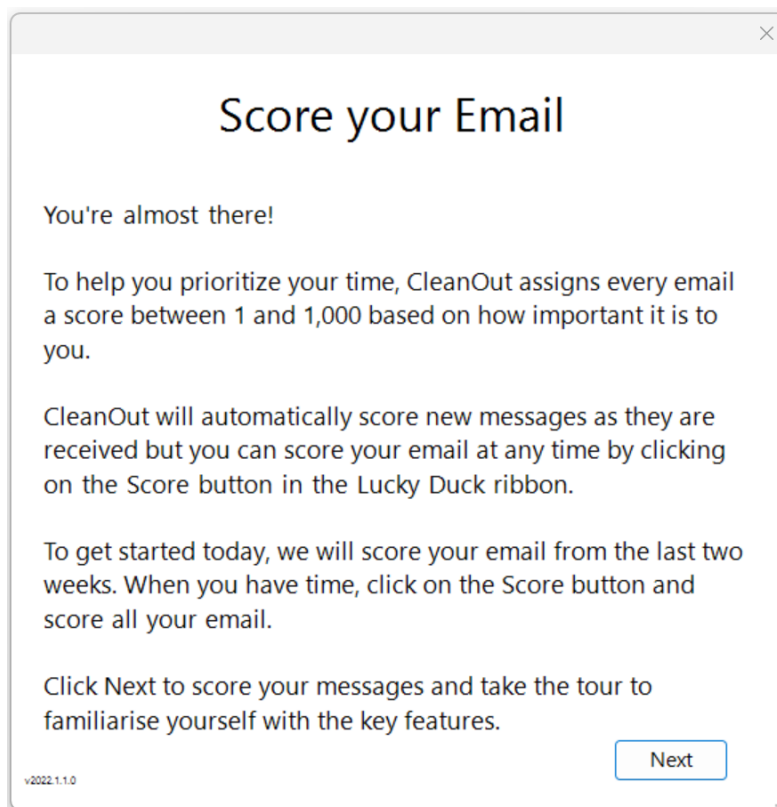 Score your Email
You're almost there!
To help you prioritize your time, CleanOut assigns every email
a score between 1 and 1,000 based on how important it is to
you.
CleanOut will automatically score new messages as they are
received but you can score your email at any time by clicking
on the Score button in the Lucky Duck ribbon.
To get started today, we will score your email from the last two
weeks. When you have time, click on the Score button and
score all your email.
Click Next to score your messages and take the tour to
familiarise yourself with the key features.
Next
v2022.1.1.0